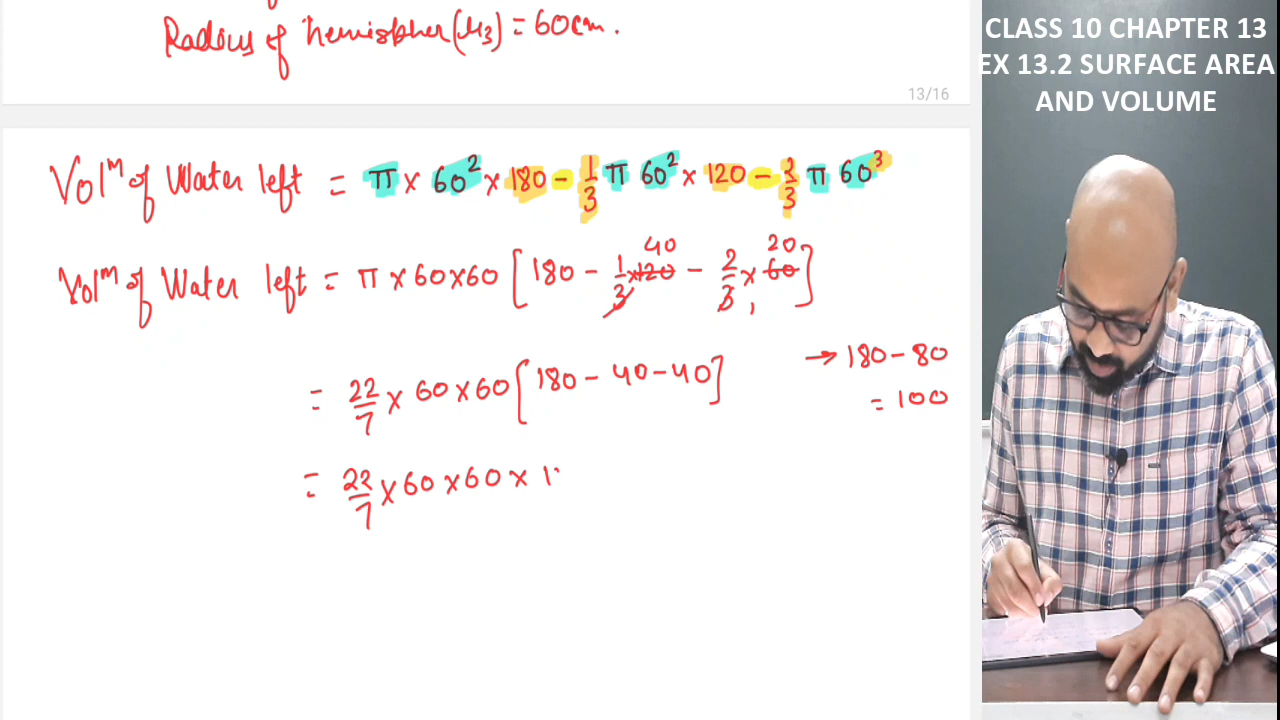 Radius of hemispher(r₃) = 60cm.
13/16
CLASS 10 CHAPTER 13
EX 13.2 SURFACE AREA
AND VOLUME
Volᵐ of Water left = π × 60² × 180 - 1/3 π 60² × 120 - 2/3 π 60³
Volᵐ of Water left = π × 60 × 60 [ 180 - 1/3 × 120 40 - 2/3 × 60 20 ]
→ 180 - 80
= 100
= 22/7 × 60 × 60 [ 180 - 40 - 40 ]
= 22/7 × 60 × 60 × 1